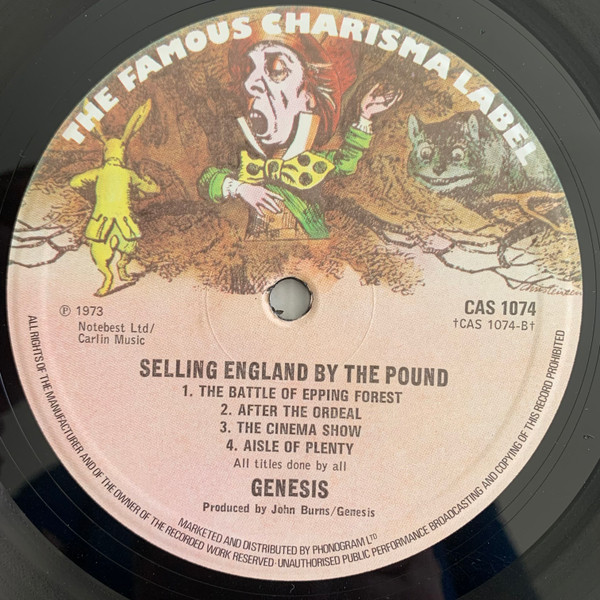 THE FAMOUS CHARISMA LABEL
℗ 1973
Notebest Ltd/
Carlin Music
CAS 1074
†CAS 1074-B†
SELLING ENGLAND BY THE POUND
1. THE BATTLE OF EPPING FOREST
2. AFTER THE ORDEAL
3. THE CINEMA SHOW
4. AISLE OF PLENTY
All titles done by all
GENESIS
Produced by John Burns/Genesis
MARKETED AND DISTRIBUTED BY PHONOGRAM LTD
ALL RIGHTS OF THE MANUFACTURER AND OF THE OWNER OF THE RECORDED WORK RESERVED·UNAUTHORISED PUBLIC PERFORMANCE BROADCASTING AND COPYING OF THIS RECORD PROHIBITED